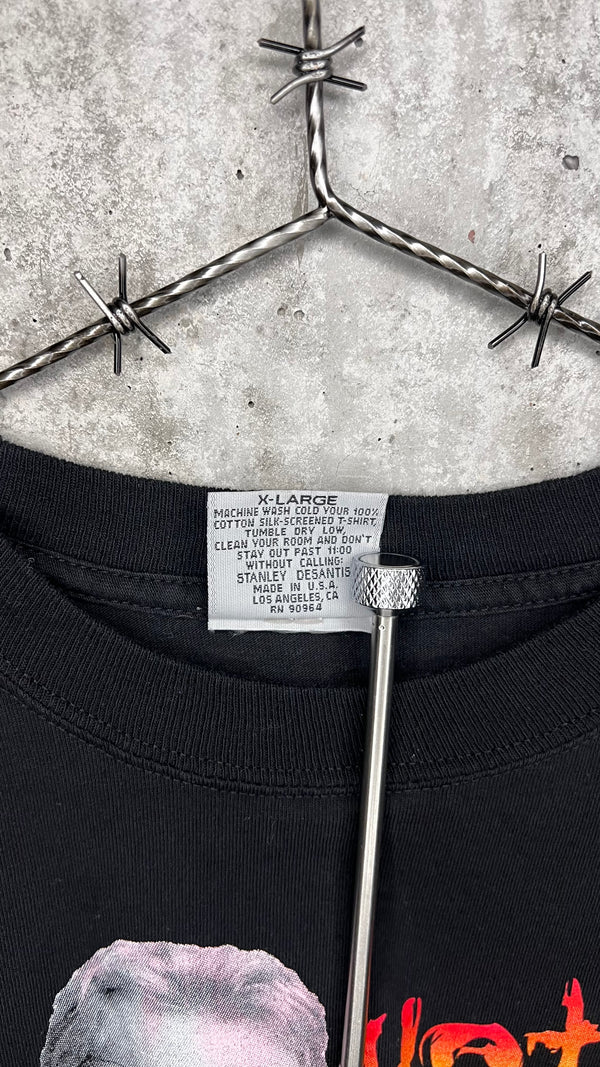 X-LARGE
MACHINE WASH COLD YOUR 100%
COTTON SILK-SCREENED T-SHIRT,
TUMBLE DRY LOW,
CLEAN YOUR ROOM AND DON'T
STAY OUT PAST 11:00
WITHOUT CALLING:
STANLEY DESANTIS
MADE IN U.S.A.
LOS ANGELES, CA
RN 90964